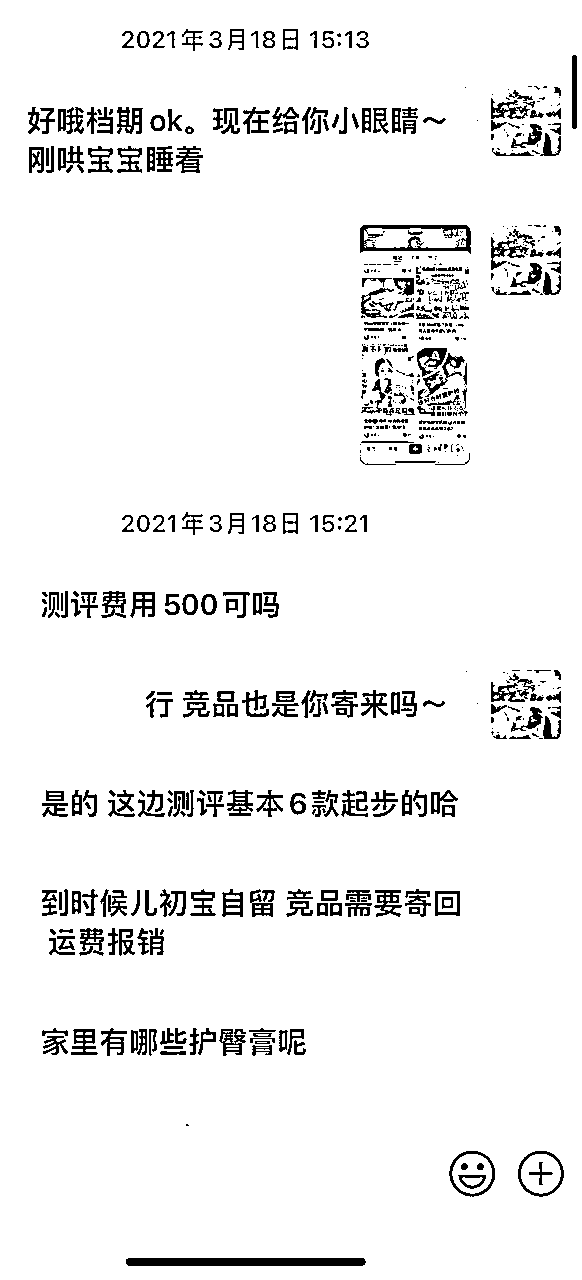 2021年3月18日 15:13
好哦档期ok。现在给你小眼睛～
刚哄宝宝睡着
2021年3月18日 15:21
测评费用500可吗
行 竞品也是你寄来吗～
是的 这边测评基本6款起步的哈
到时候儿初宝自留 竞品需要寄回
运费报销
家里有哪些护臀膏呢